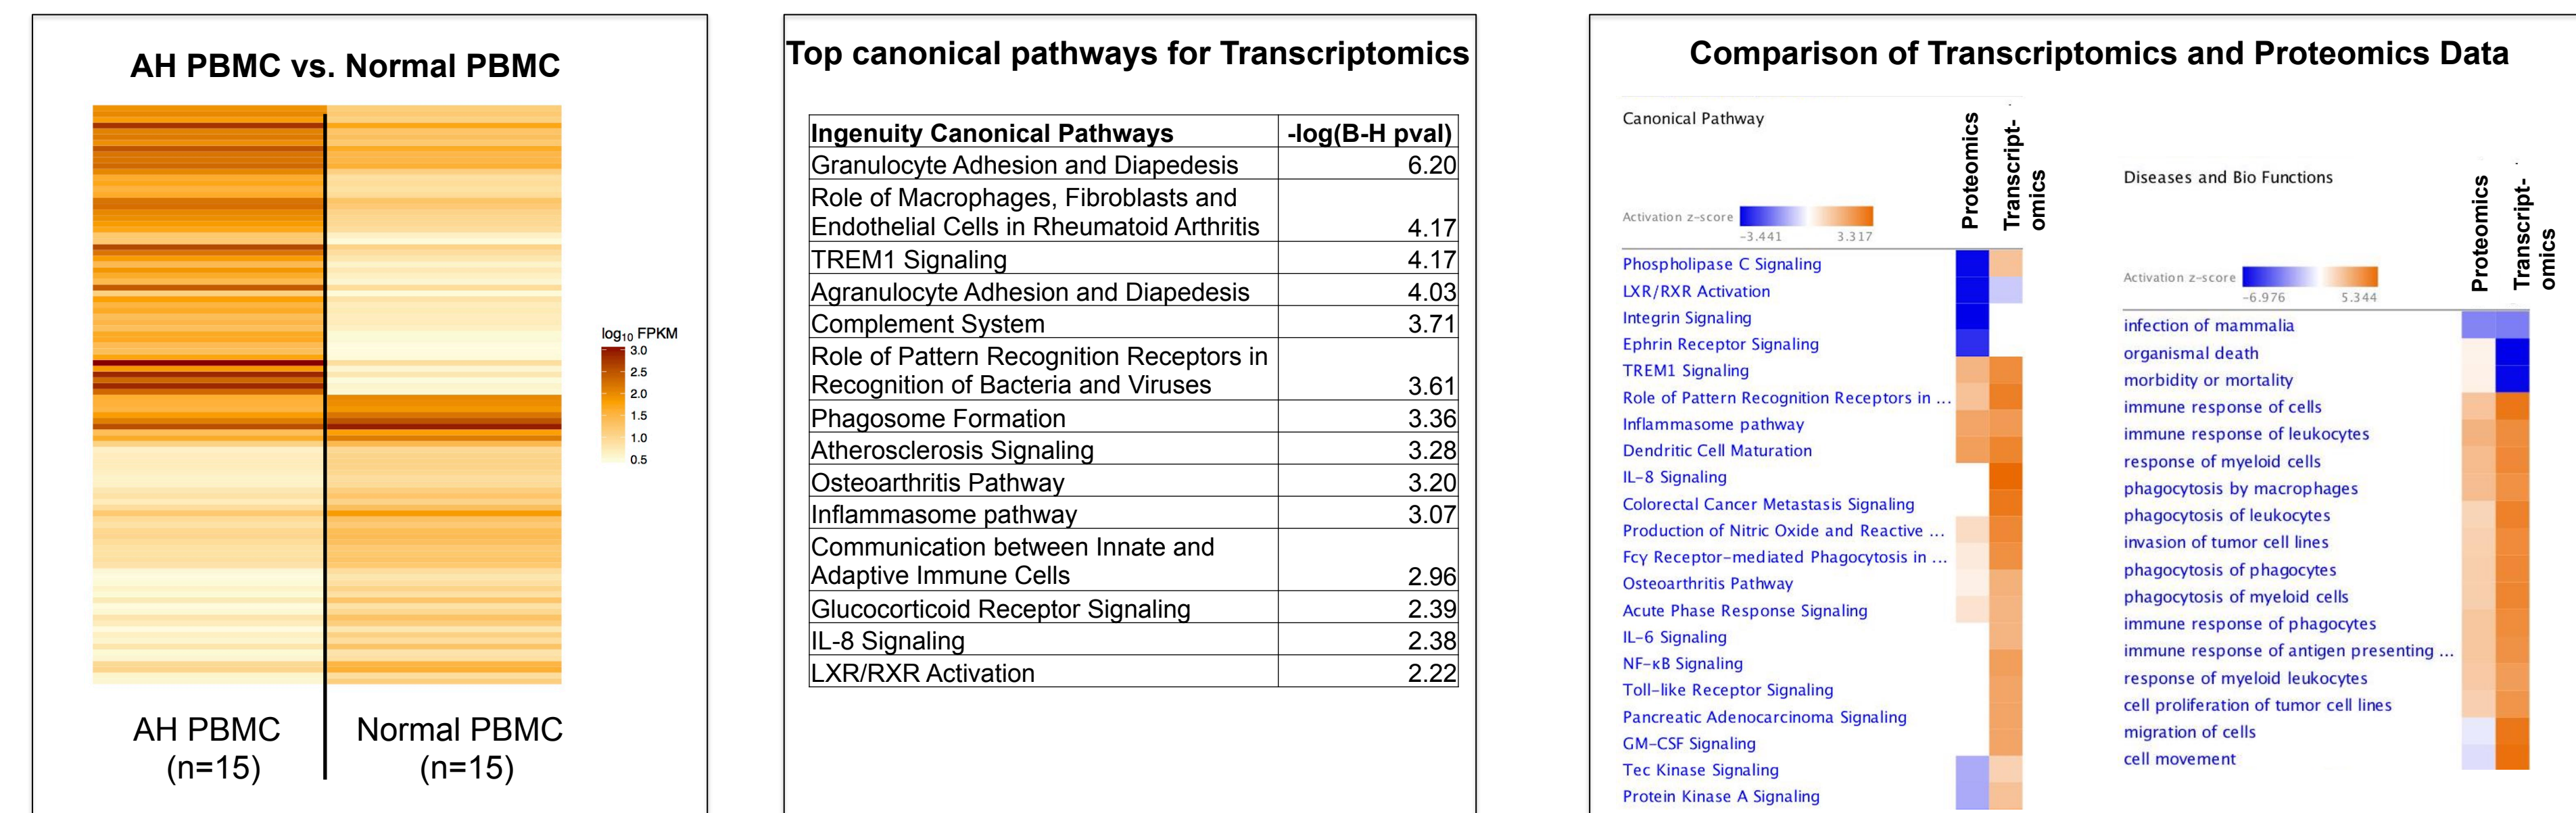 AH PBMC vs. Normal PBMC
log10 FPKM
3.0
2.5
2.0
1.5
1.0
0.5
AH PBMC
(n=15)
Normal PBMC
(n=15)
Top canonical pathways for Transcriptomics
Ingenuity Canonical Pathways -log(B-H pval)
Granulocyte Adhesion and Diapedesis 6.20
Role of Macrophages, Fibroblasts and
Endothelial Cells in Rheumatoid Arthritis 4.17
TREM1 Signaling 4.17
Agranulocyte Adhesion and Diapedesis 4.03
Complement System 3.71
Role of Pattern Recognition Receptors in
Recognition of Bacteria and Viruses 3.61
Phagosome Formation 3.36
Atherosclerosis Signaling 3.28
Osteoarthritis Pathway 3.20
Inflammasome pathway 3.07
Communication between Innate and
Adaptive Immune Cells 2.96
Glucocorticoid Receptor Signaling 2.39
IL-8 Signaling 2.38
LXR/RXR Activation 2.22
Comparison of Transcriptomics and Proteomics Data
Canonical Pathway
Proteomics
Transcript-
omics
Activation z-score
-3.441 3.317
Phospholipase C Signaling
LXR/RXR Activation
Integrin Signaling
Ephrin Receptor Signaling
TREM1 Signaling
Role of Pattern Recognition Receptors in ...
Inflammasome pathway
Dendritic Cell Maturation
IL-8 Signaling
Colorectal Cancer Metastasis Signaling
Production of Nitric Oxide and Reactive ...
Fcγ Receptor-mediated Phagocytosis in ...
Osteoarthritis Pathway
Acute Phase Response Signaling
IL-6 Signaling
NF-κB Signaling
Toll-like Receptor Signaling
Pancreatic Adenocarcinoma Signaling
GM-CSF Signaling
Tec Kinase Signaling
Protein Kinase A Signaling
Diseases and Bio Functions
Proteomics
Transcript-
omics
Activation z-score
-6.976 5.344
infection of mammalia
organismal death
morbidity or mortality
immune response of cells
immune response of leukocytes
response of myeloid cells
phagocytosis by macrophages
phagocytosis of leukocytes
invasion of tumor cell lines
phagocytosis of phagocytes
phagocytosis of myeloid cells
immune response of phagocytes
immune response of antigen presenting ...
response of myeloid leukocytes
cell proliferation of tumor cell lines
migration of cells
cell movement